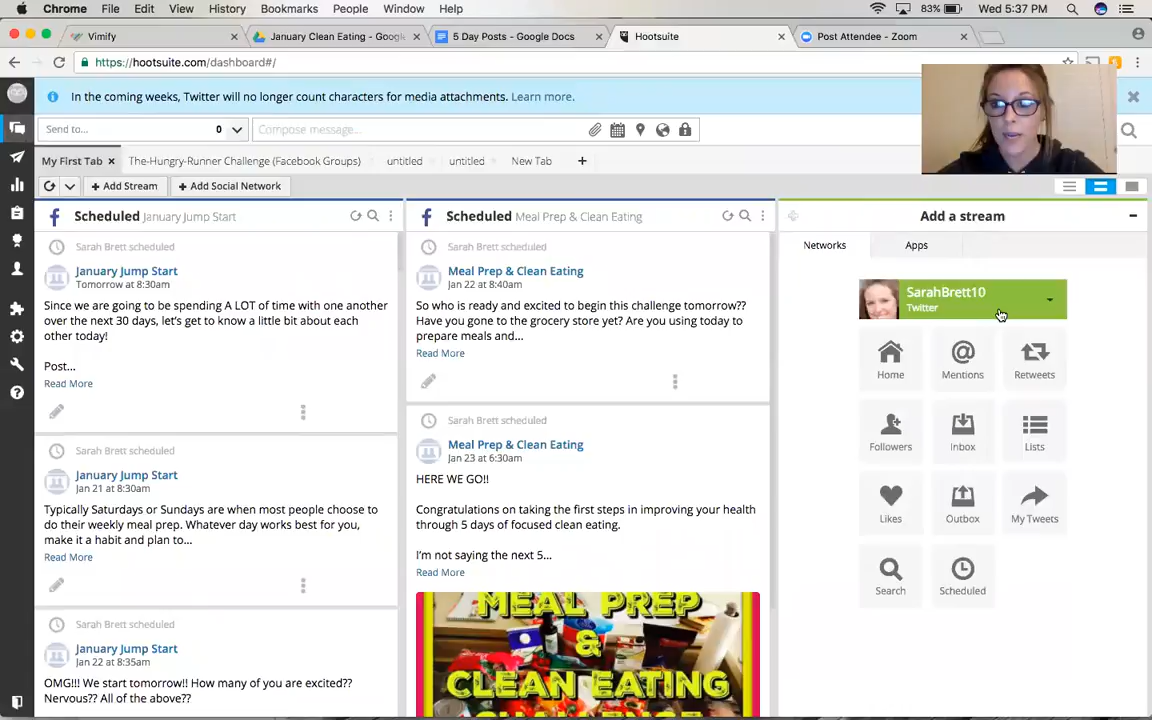 Chrome File Edit View History Bookmarks People Window Help 83% Wed 5:37 PM
Vimify January Clean Eating - Google 5 Day Posts - Google Docs Hootsuite Post Attendee - Zoom
https://hootsuite.com/dashboard#/
In the coming weeks, Twitter will no longer count characters for media attachments. Learn more.
Send to... 0 Compose message...
My First Tab The-Hungry-Runner Challenge (Facebook Groups) untitled untitled New Tab
Add Stream Add Social Network
Scheduled January Jump Start
Sarah Brett scheduled
January Jump Start
Tomorrow at 8:30am
Since we are going to be spending A LOT of time with one another
over the next 30 days, let's get to know a little bit about each
other today!
Post...
Read More
Sarah Brett scheduled
January Jump Start
Jan 21 at 8:30am
Typically Saturdays or Sundays are when most people choose to
do their weekly meal prep. Whatever day works best for you,
make it a habit and plan to...
Read More
Sarah Brett scheduled
January Jump Start
Jan 22 at 8:35am
OMG!!! We start tomorrow!! How many of you are excited??
Nervous?? All of the above??
Scheduled Meal Prep & Clean Eating
Sarah Brett scheduled
Meal Prep & Clean Eating
Jan 22 at 8:40am
So who is ready and excited to begin this challenge tomorrow??
Have you gone to the grocery store yet? Are you using today to
prepare meals and...
Read More
Sarah Brett scheduled
Meal Prep & Clean Eating
Jan 23 at 6:30am
HERE WE GO!!
Congratulations on taking the first steps in improving your health
through 5 days of focused clean eating.
I'm not saying the next 5...
Read More
MEAL PREP
&
CLEAN EATING
Add a stream
Networks Apps
SarahBrett10
Twitter
Home Mentions Retweets
Followers Inbox Lists
Likes Outbox My Tweets
Search Scheduled